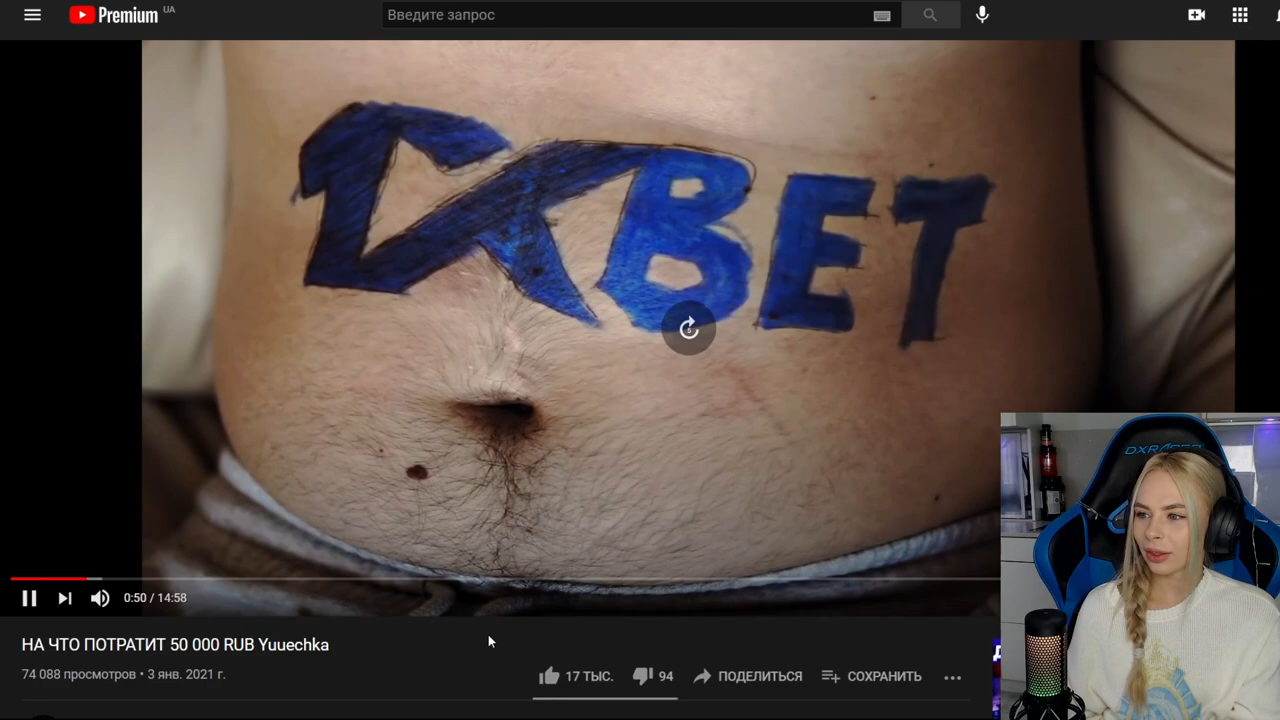 Premium UA
Введите запрос
1XBET
DXRACER
0:50 / 14:58
НА ЧТО ПОТРАТИТ 50 000 RUB Yuuechka
74 088 просмотров • 3 янв. 2021 г.
17 ТЫС.
94
ПОДЕЛИТЬСЯ
СОХРАНИТЬ